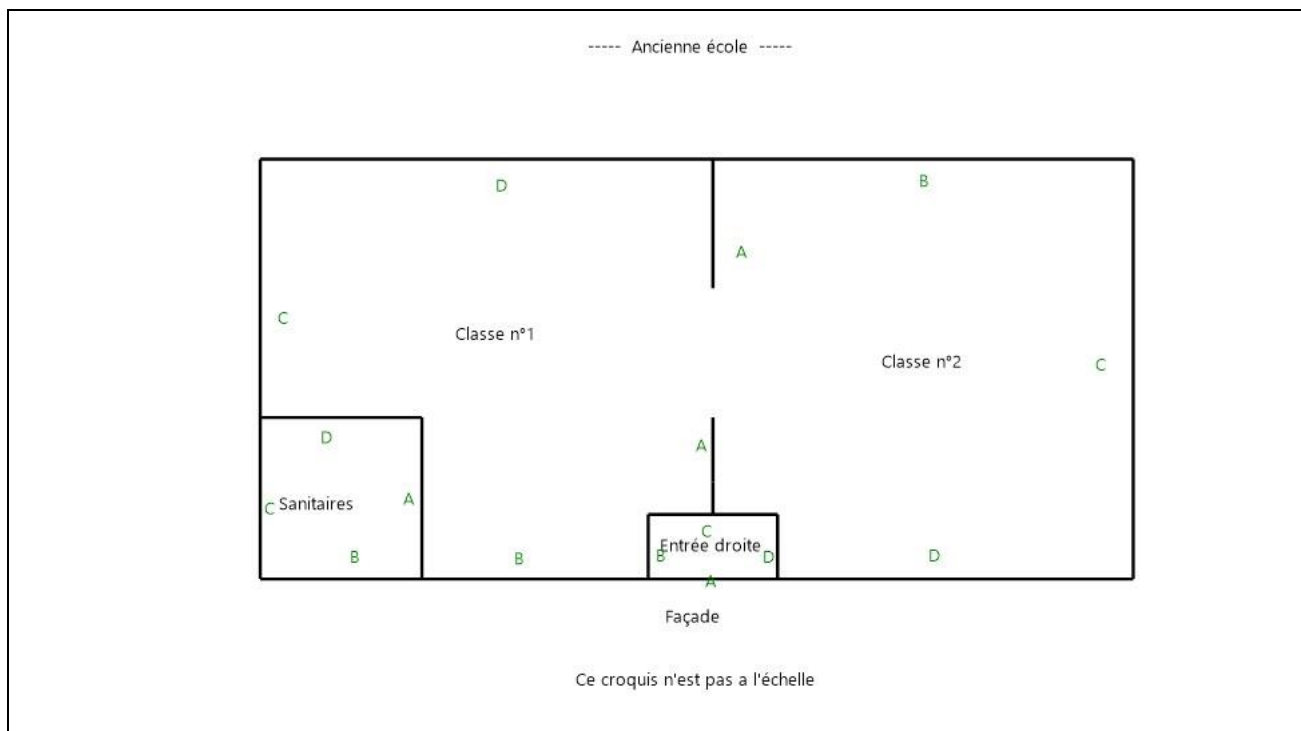 ----- Ancienne école -----
D
B
A
C
Classe n°1
Classe n°2
C
D
A
C Sanitaires
A
B
B
C
Entrée droite
B
D
D
A
Façade
Ce croquis n'est pas a l'échelle